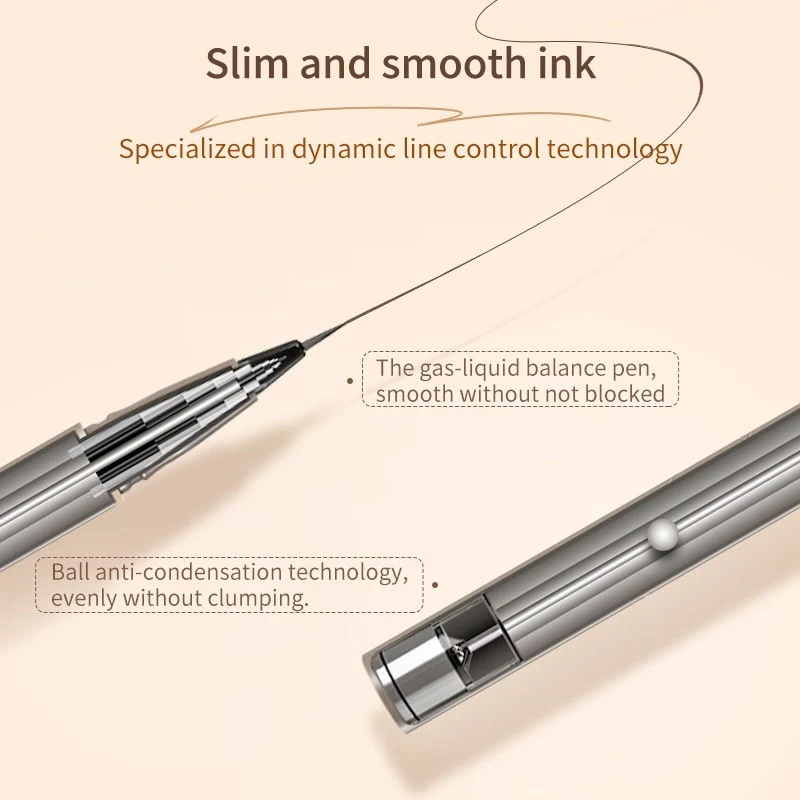 Slim and smooth ink
Specialized in dynamic line control technology
The gas-liquid balance pen,
smooth without not blocked
Ball anti-condensation technology,
evenly without clumping.